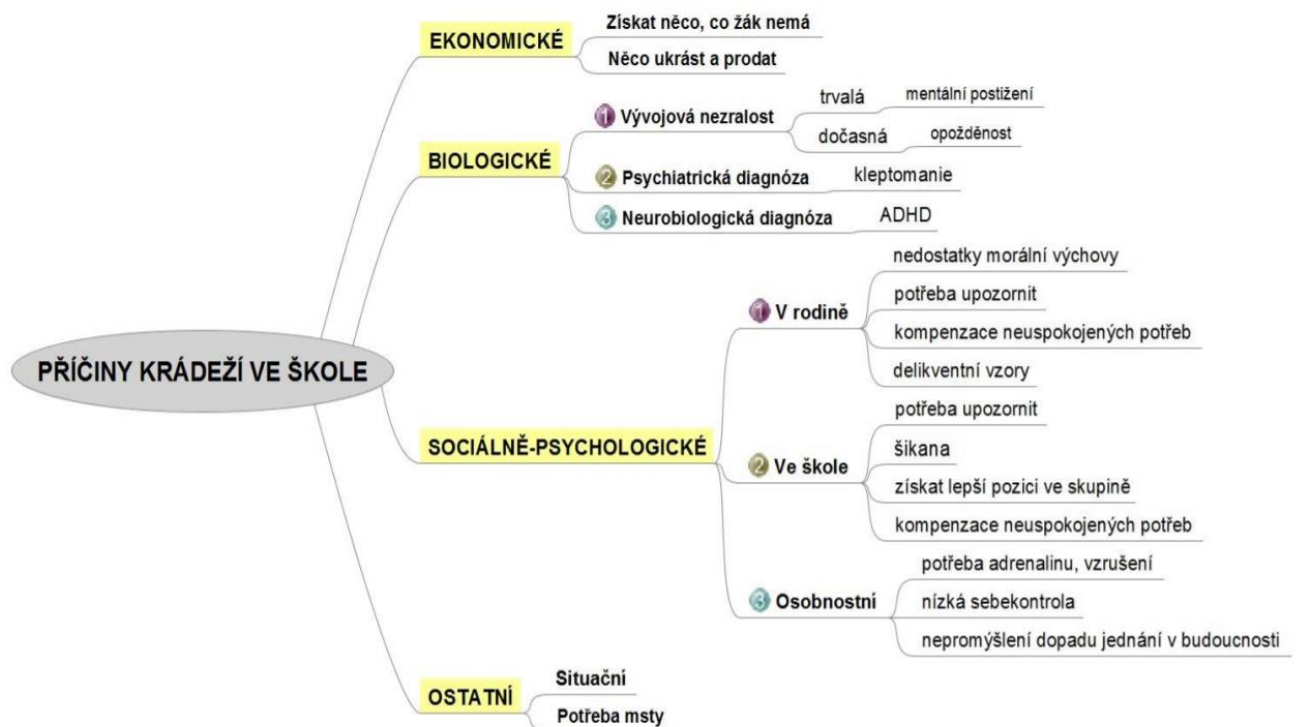 PŘÍČINY KRÁDEŽÍ VE ŠKOLE
EKONOMICKÉ
Získat něco, co žák nemá
Něco ukrást a prodat
BIOLOGICKÉ
1 Vývojová nezralost
trvalá
mentální postižení
dočasná
opožděnost
2 Psychiatrická diagnóza
kleptomanie
3 Neurobiologická diagnóza
ADHD
SOCIÁLNĚ-PSYCHOLOGICKÉ
1 V rodině
nedostatky morální výchovy
potřeba upozornit
kompenzace neuspokojených potřeb
delikventní vzory
2 Ve škole
potřeba upozornit
šikana
získat lepší pozici ve skupině
kompenzace neuspokojených potřeb
3 Osobnostní
potřeba adrenalinu, vzrušení
nízká sebekontrola
nepromýšlení dopadu jednání v budoucnosti
OSTATNÍ
Situační
Potřeba msty